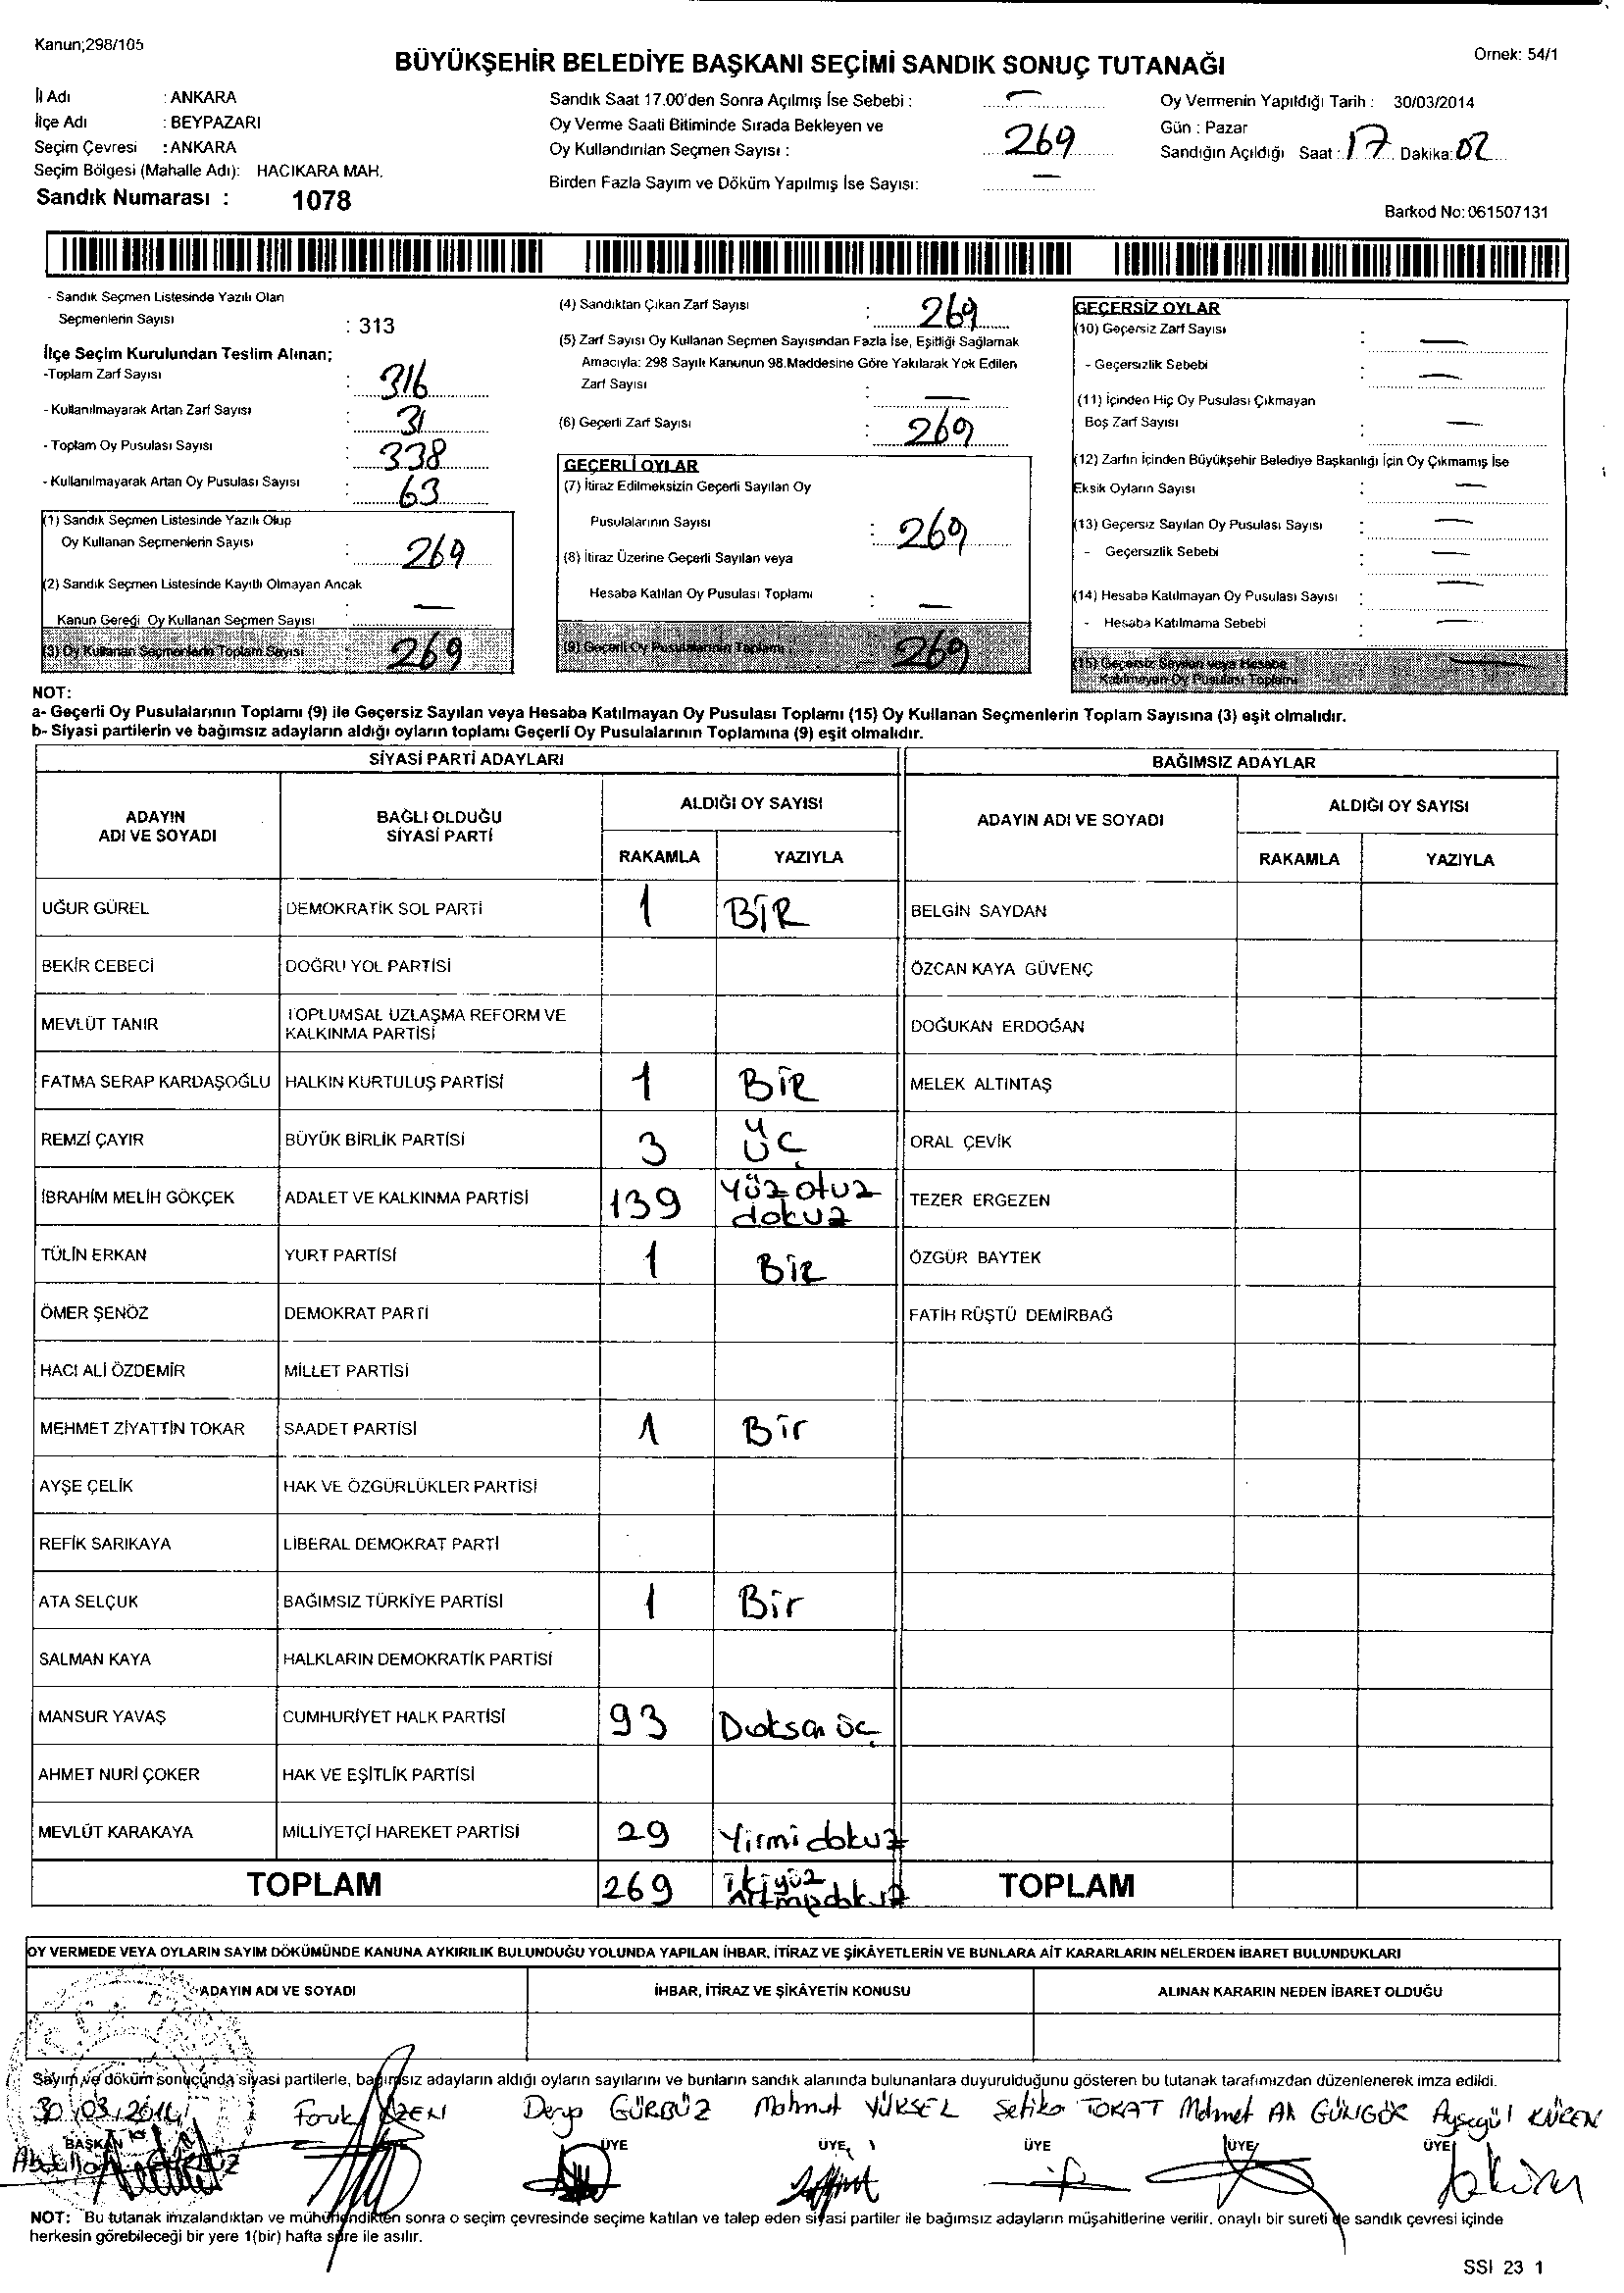 Kanun;298/105
Örnek: 54/1
BÜYÜKŞEHİR BELEDİYE BAŞKANI SEÇİMİ SANDIK SONUÇ TUTANAĞI
İl Adı : ANKARA
İlçe Adı : BEYPAZARI
Seçim Çevresi : ANKARA
Seçim Bölgesi (Mahalle Adı): HACIKARA MAH.
Sandık Numarası : 1078
Sandık Saat 17.00'den Sonra Açılmış İse Sebebi : —
Oy Verme Saati Bitiminde Sırada Bekleyen ve
Oy Kullandırılan Seçmen Sayısı : 269
Birden Fazla Sayım ve Döküm Yapılmış İse Sayısı: —
Oy Vermenin Yapıldığı Tarih : 30/03/2014
Gün : Pazar
Sandığın Açıldığı Saat : 17 Dakika: 02
Barkod No: 061507131
- Sandık Seçmen Listesinde Yazılı Olan
Seçmenlerin Sayısı : 313
İlçe Seçim Kurulundan Teslim Alınan;
-Toplam Zarf Sayısı : 316
- Kullanılmayarak Artan Zarf Sayısı : 31
- Toplam Oy Pusulası Sayısı : 338
- Kullanılmayarak Artan Oy Pusulası Sayısı : 63
(1) Sandık Seçmen Listesinde Yazılı Olup
Oy Kullanan Seçmenlerin Sayısı : 269
(2) Sandık Seçmen Listesinde Kayıtlı Olmayan Ancak
Kanun Gereği Oy Kullanan Seçmen Sayısı : —
(3) Oy Kullanan Seçmenlerin Toplam Sayısı : 269
(4) Sandıktan Çıkan Zarf Sayısı : 269
(5) Zarf Sayısı Oy Kullanan Seçmen Sayısından Fazla İse, Eşitliği Sağlamak
Amacıyla: 298 Sayılı Kanunun 98.Maddesine Göre Yakılarak Yok Edilen
Zarf Sayısı : —
(6) Geçerli Zarf Sayısı : 269
GEÇERLİ OYLAR
(7) İtiraz Edilmeksizin Geçerli Sayılan Oy
Pusulalarının Sayısı : 269
(8) İtiraz Üzerine Geçerli Sayılan veya
Hesaba Katılan Oy Pusulası Toplamı : —
(9) Geçerli Oy Pusulalarının Toplamı : 269
GEÇERSİZ OYLAR
(10) Geçersiz Zarf Sayısı : —
- Geçersizlik Sebebi : —
(11) İçinden Hiç Oy Pusulası Çıkmayan
Boş Zarf Sayısı : —
(12) Zarfın İçinden Büyükşehir Belediye Başkanlığı İçin Oy Çıkmamış İse
Eksik Oyların Sayısı : —
(13) Geçersiz Sayılan Oy Pusulası Sayısı : —
- Geçersizlik Sebebi : —
(14) Hesaba Katılmayan Oy Pusulası Sayısı : —
- Hesaba Katılmama Sebebi : —
(15) Geçersiz Sayılan veya Hesaba
Katılmayan Oy Pusulası Toplamı —
NOT:
a- Geçerli Oy Pusulalarının Toplamı (9) ile Geçersiz Sayılan veya Hesaba Katılmayan Oy Pusulası Toplamı (15) Oy Kullanan Seçmenlerin Toplam Sayısına (3) eşit olmalıdır.
b- Siyasi partilerin ve bağımsız adayların aldığı oyların toplamı Geçerli Oy Pusulalarının Toplamına (9) eşit olmalıdır.
SİYASİ PARTİ ADAYLARI BAĞIMSIZ ADAYLAR
ADAYIN ADI VE SOYADI BAĞLI OLDUĞU SİYASİ PARTİ ALDIĞI OY SAYISI ADAYIN ADI VE SOYADI ALDIĞI OY SAYISI
RAKAMLA YAZIYLA RAKAMLA YAZIYLA
UĞUR GÜREL DEMOKRATİK SOL PARTİ 1 BİR BELGİN SAYDAN
BEKİR CEBECİ DOĞRU YOL PARTİSİ ÖZCAN KAYA GÜVENÇ
MEVLÜT TANIR TOPLUMSAL UZLAŞMA REFORM VE KALKINMA PARTİSİ DOĞUKAN ERDOĞAN
FATMA SERAP KARDAŞOĞLU HALKIN KURTULUŞ PARTİSİ 1 BİR MELEK ALTINTAŞ
REMZİ ÇAYIR BÜYÜK BİRLİK PARTİSİ 3 ÜÇ ORAL ÇEVİK
İBRAHİM MELİH GÖKÇEK ADALET VE KALKINMA PARTİSİ 139 Yüz otuz dokuz TEZER ERGEZEN
TÜLİN ERKAN YURT PARTİSİ 1 BİR ÖZGÜR BAYTEK
ÖMER ŞENÖZ DEMOKRAT PARTİ FATİH RÜŞTÜ DEMİRBAĞ
HACI ALİ ÖZDEMİR MİLLET PARTİSİ
MEHMET ZİYATTİN TOKAR SAADET PARTİSİ 1 Bir
AYŞE ÇELİK HAK VE ÖZGÜRLÜKLER PARTİSİ
REFİK SARIKAYA LİBERAL DEMOKRAT PARTİ
ATA SELÇUK BAĞIMSIZ TÜRKİYE PARTİSİ 1 Bir
SALMAN KAYA HALKLARIN DEMOKRATİK PARTİSİ
MANSUR YAVAŞ CUMHURİYET HALK PARTİSİ 93 Doksan üç
AHMET NURİ ÇOKER HAK VE EŞİTLİK PARTİSİ
MEVLÜT KARAKAYA MİLLİYETÇİ HAREKET PARTİSİ 29 Yirmi dokuz
TOPLAM 269 ikiyüz altmışdokuz TOPLAM
OY VERMEDE VEYA OYLARIN SAYIM DÖKÜMÜNDE KANUNA AYKIRILIK BULUNDUĞU YOLUNDA YAPILAN İHBAR, İTİRAZ VE ŞİKÂYETLERİN VE BUNLARA AİT KARARLARIN NELERDEN İBARET BULUNDUKLARI
ADAYIN ADI VE SOYADI İHBAR, İTİRAZ VE ŞİKÂYETİN KONUSU ALINAN KARARIN NEDEN İBARET OLDUĞU
Sayım ve döküm sonucunda siyasi partilerle, bağımsız adayların aldığı oyların sayılarını ve bunların sandık alanında bulunanlara duyurulduğunu gösteren bu tutanak tarafımızdan düzenlenerek imza edildi.
30/03/2014 Faruk ÖZEN Derya GÜRBÜZ Mahmut YÜKSEL Sefika TOKAT Mehmet Ali GÜNGÖR Ayşegül KÜREN
BAŞKAN ÜYE ÜYE ÜYE ÜYE ÜYE
NOT: Bu tutanak imzalandıktan ve mühürlendikten sonra o seçim çevresinde seçime katılan ve talep eden siyasi partiler ile bağımsız adayların müşahitlerine verilir, onaylı bir sureti de sandık çevresi içinde
herkesin görebileceği bir yere 1(bir) hafta süre ile asılır.
SSI 23 1